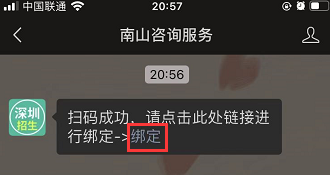 中国联通
20:57
南山咨询服务
20:56
深圳
招生
扫码成功，请点击此处链接进
行绑定->绑定